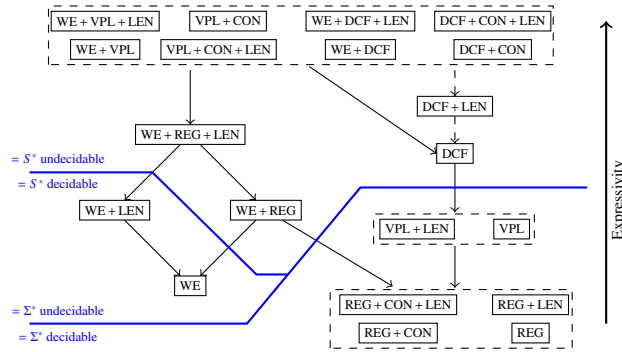 WE + VPL + LEN
VPL + CON
WE + DCF + LEN
DCF + CON + LEN
WE + VPL
VPL + CON + LEN
WE + DCF
DCF + CON
DCF + LEN
WE + REG + LEN
DCF
= S* undecidable
= S* decidable
WE + LEN
WE + REG
VPL + LEN
VPL
WE
REG + CON + LEN
REG + LEN
= Σ* undecidable
REG + CON
REG
= Σ* decidable
Expressivity